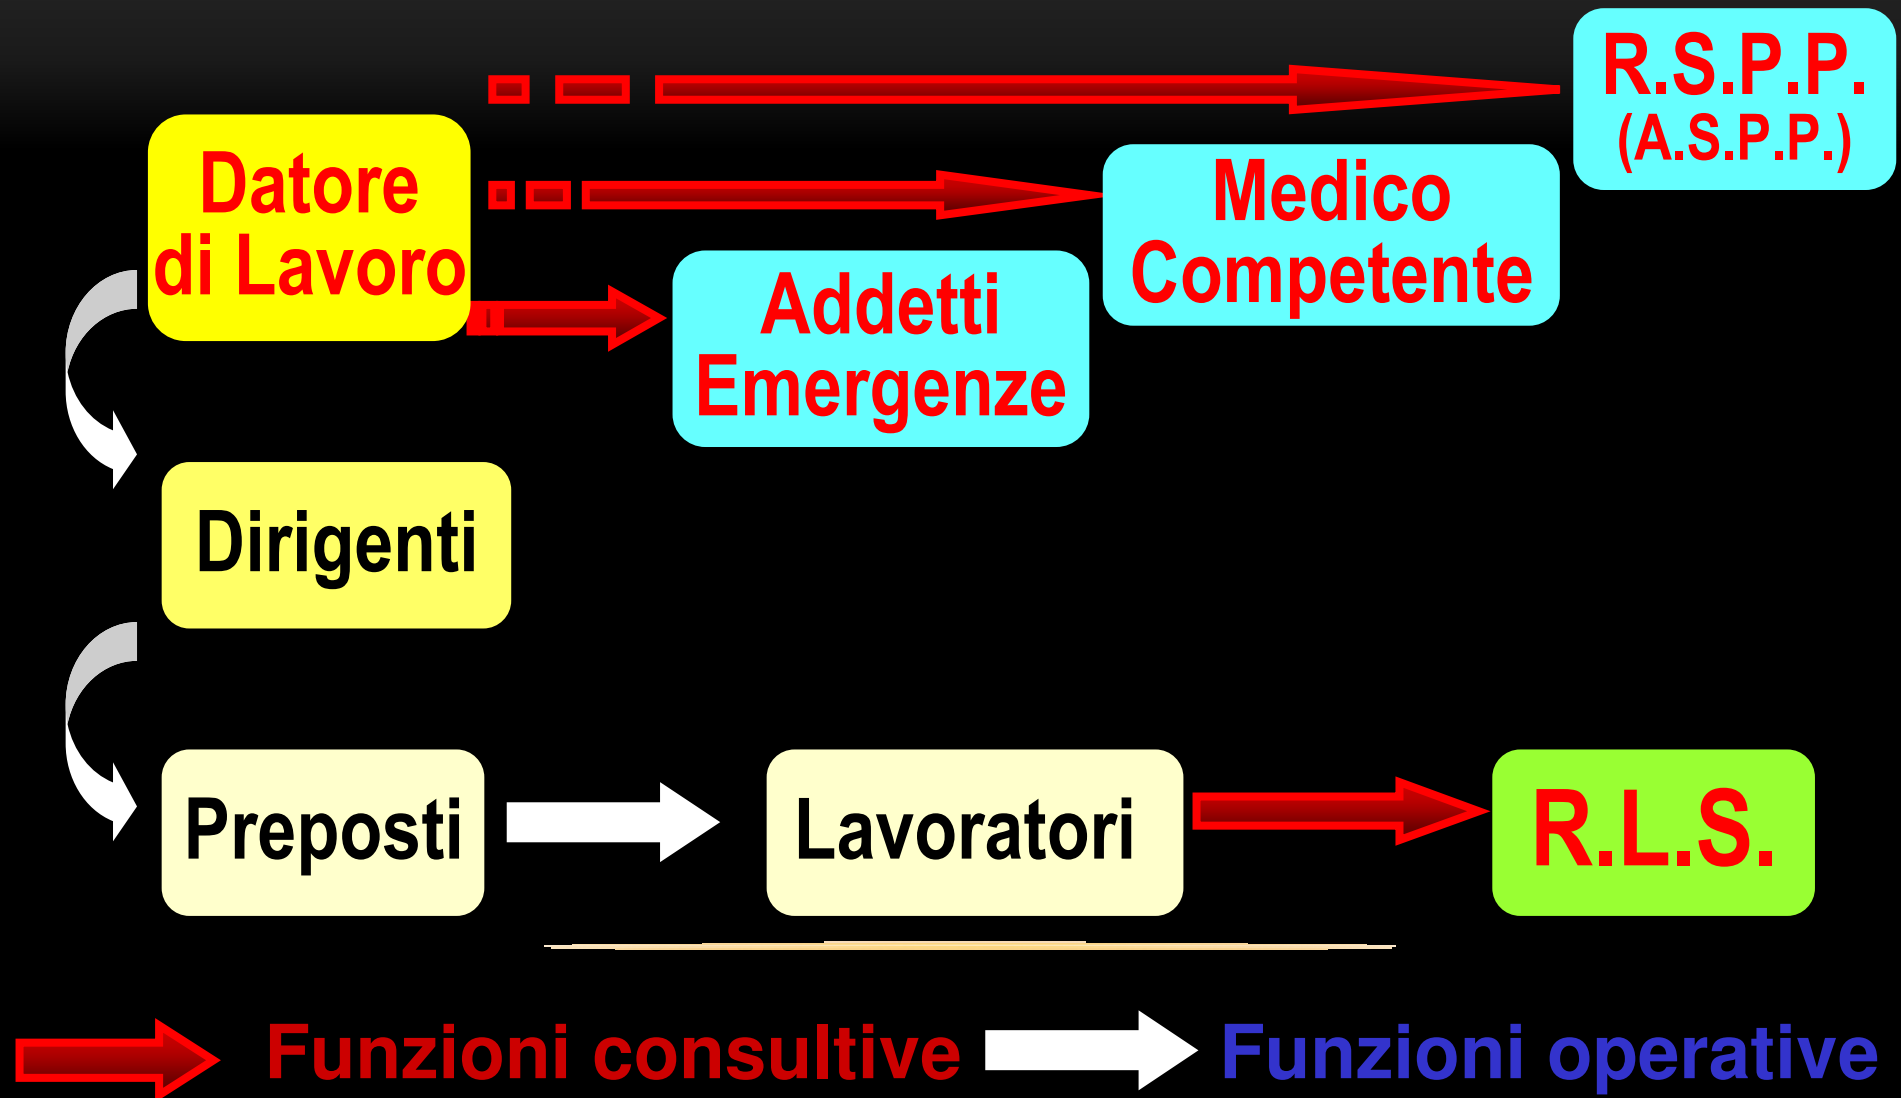 R.S.P.P.
(A.S.P.P.)
Datore
di Lavoro
Medico
Competente
Addetti
Emergenze
Dirigenti
Preposti
Lavoratori
R.L.S.
Funzioni consultive
Funzioni operative